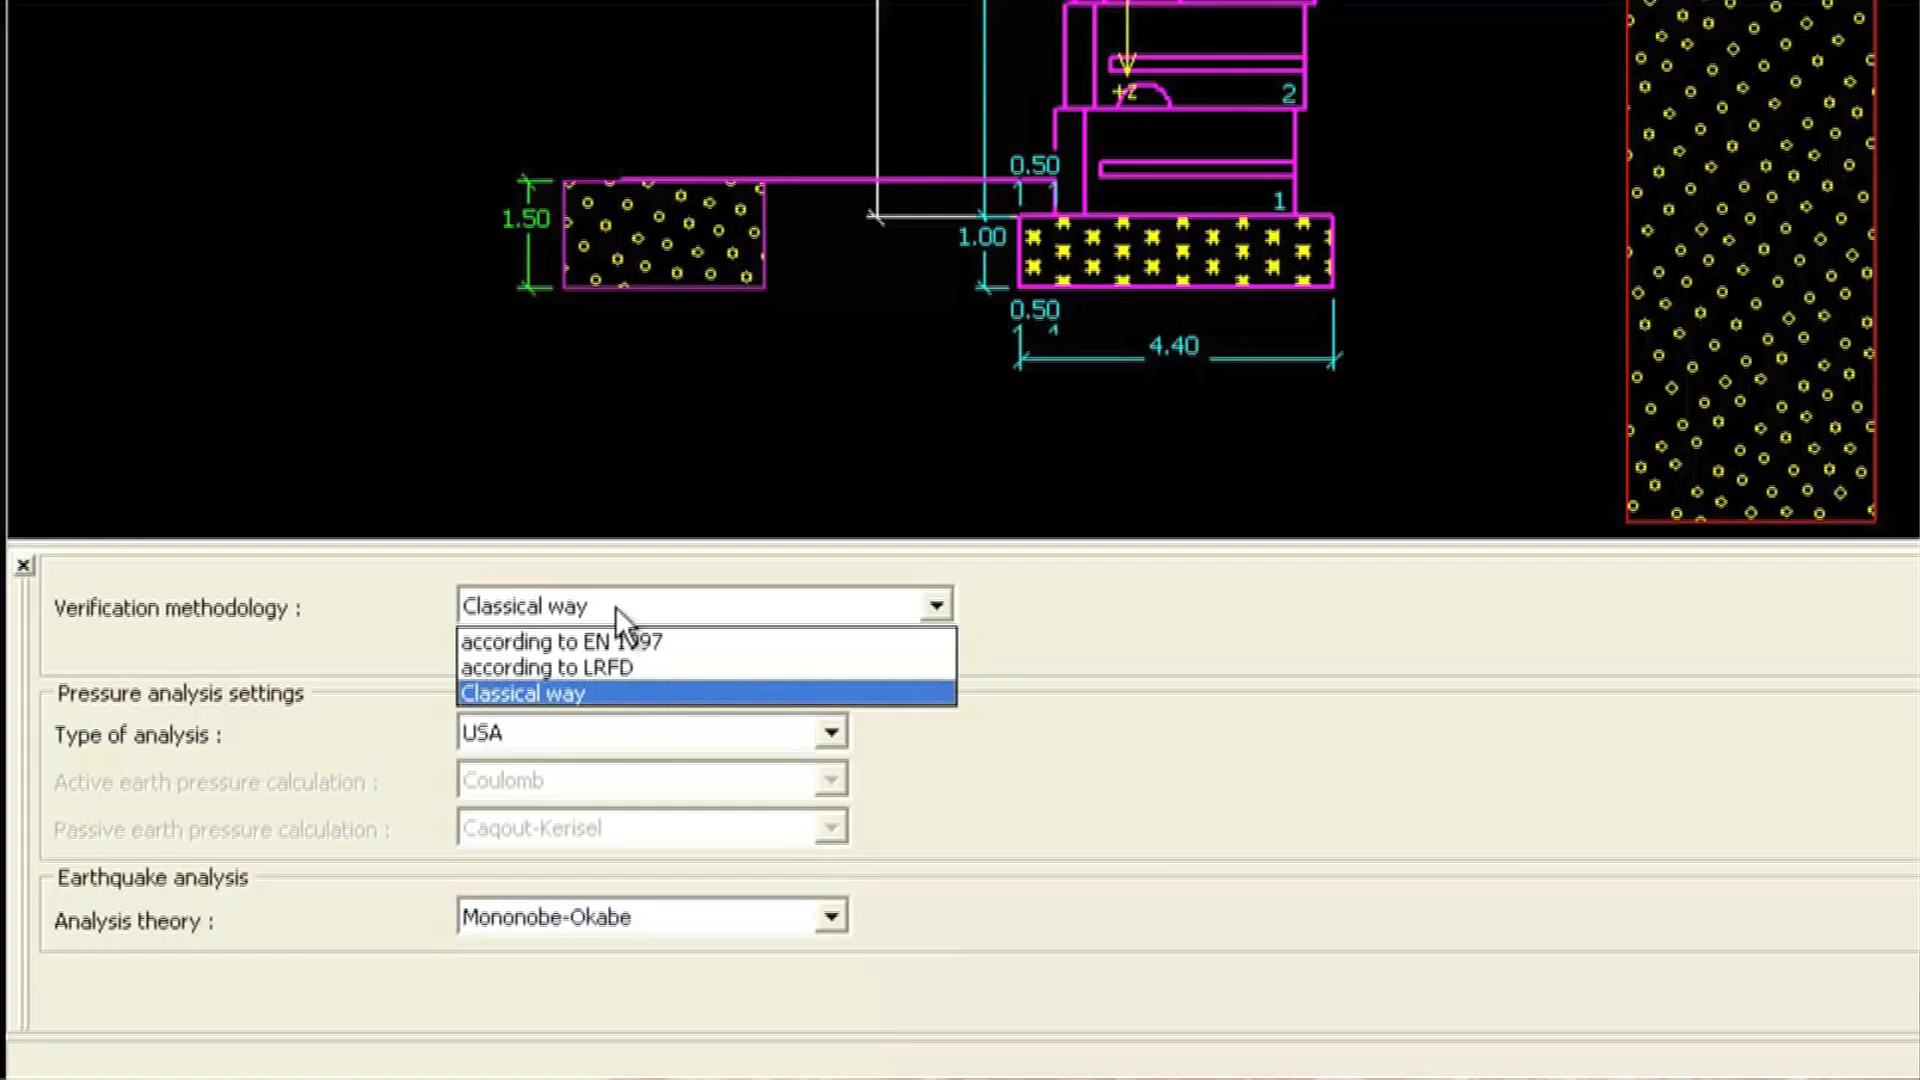 +z
2
0.50
1.50
1
1.00
0.50
4.40
Verification methodology :
Classical way
according to EN 1997
according to LRFD
Classical way
Pressure analysis settings
Type of analysis :
USA
Active earth pressure calculation :
Coulomb
Passive earth pressure calculation :
Caqout-Kerisel
Earthquake analysis
Analysis theory :
Mononobe-Okabe